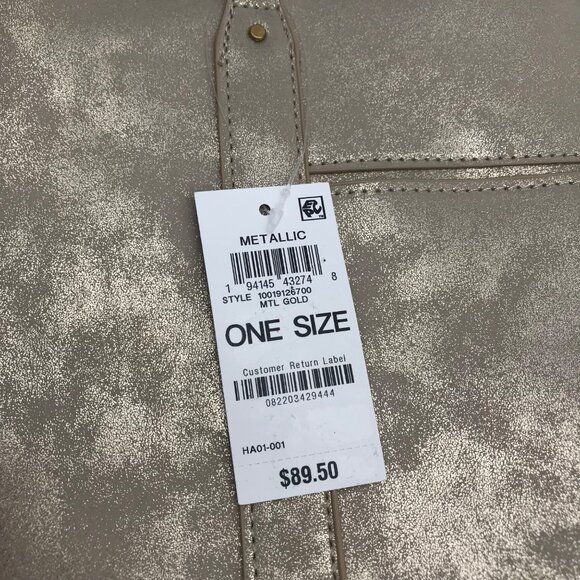 METALLIC
1 94145 43274 8
STYLE 10019126700
MTL GOLD
ONE SIZE
Customer Return Label
082203429444
HA01-001
$89.50